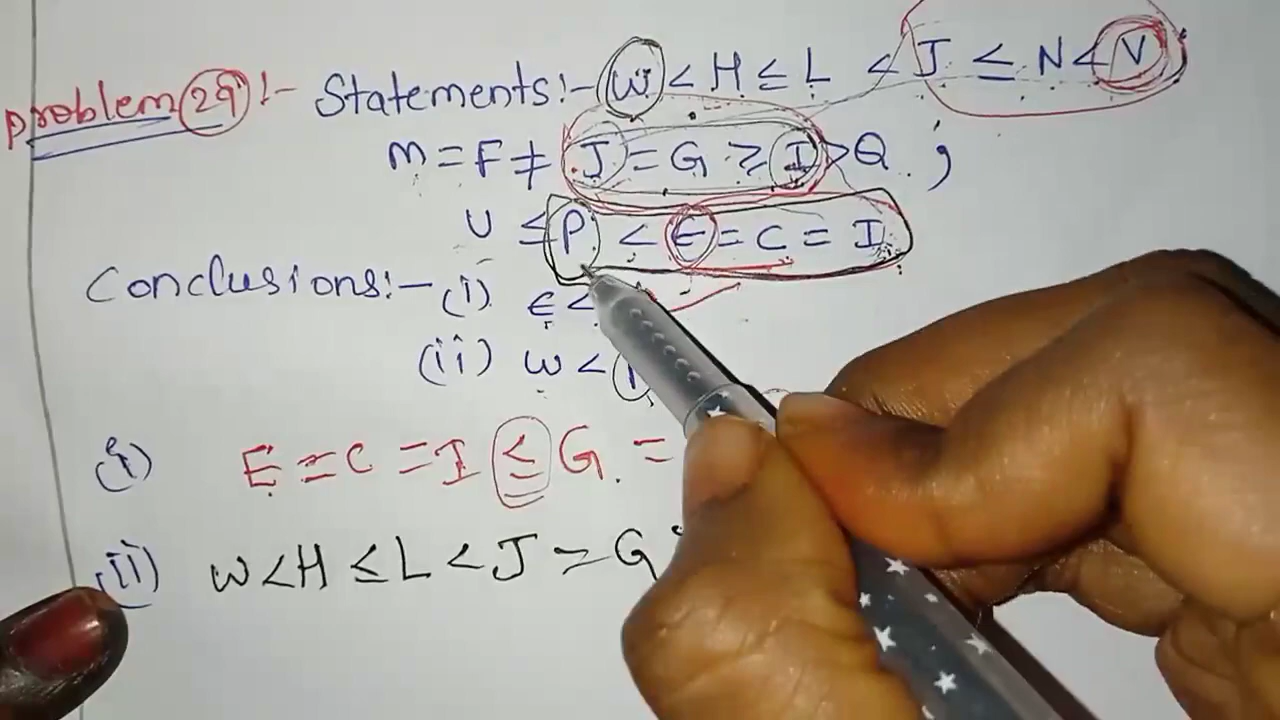 problem 29 :- Statements :- W < H ≤ L < J ≤ N < V
M = F ≠ J = G ≥ I > Q ;
U ≤ P < E = C = I
Conclusions :- (i) E <
(ii) W <
(i) E = C = I ≤ G =
(ii) W < H ≤ L < J = G